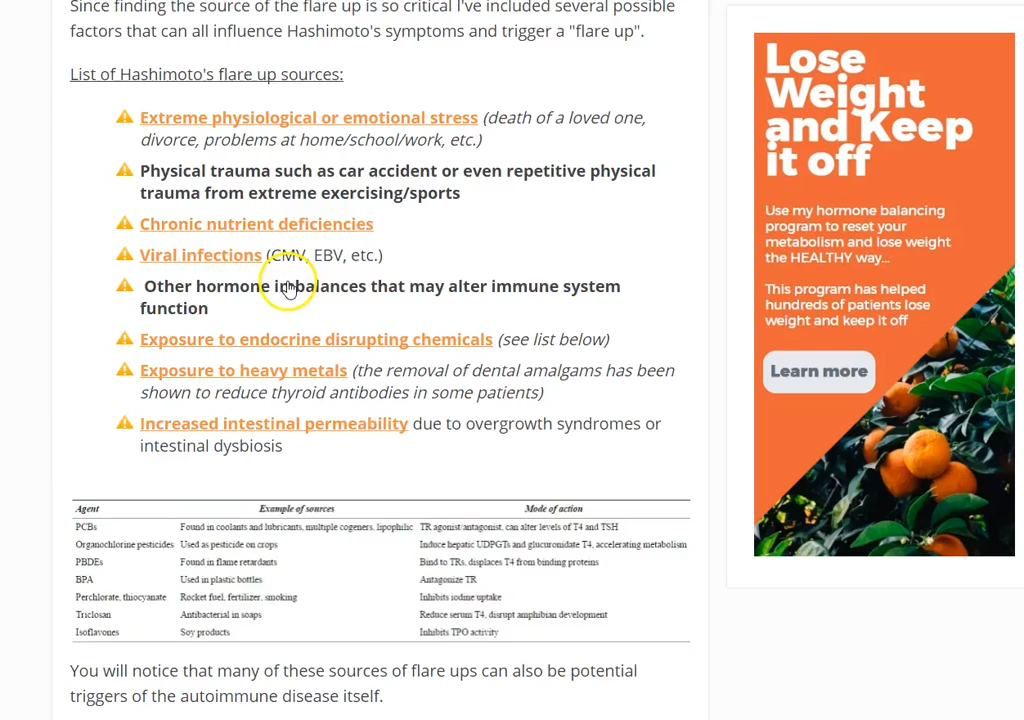 Since finding the source of the flare up is so critical I've included several possible
factors that can all influence Hashimoto's symptoms and trigger a "flare up".
List of Hashimoto's flare up sources:
Extreme physiological or emotional stress (death of a loved one,
divorce, problems at home/school/work, etc.)
Physical trauma such as car accident or even repetitive physical
trauma from extreme exercising/sports
Chronic nutrient deficiencies
Viral infections (CMV, EBV, etc.)
Other hormone imbalances that may alter immune system
function
Exposure to endocrine disrupting chemicals (see list below)
Exposure to heavy metals (the removal of dental amalgams has been
shown to reduce thyroid antibodies in some patients)
Increased intestinal permeability due to overgrowth syndromes or
intestinal dysbiosis
Agent Example of sources Mode of action
PCBs Found in coolants and lubricants, multiple cogeners, lipophilic TR agonist/antagonist, can alter levels of T4 and TSH
Organochlorine pesticides Used as pesticide on crops Induce hepatic UDPGTs and glucuronidate T4, accelerating metabolism
PBDEs Found in flame retardants Bind to TRs, displaces T4 from binding proteins
BPA Used in plastic bottles Antagonize TR
Perchlorate, thiocyanate Rocket fuel, fertilizer, smoking Inhibits iodine uptake
Triclosan Antibacterial in soaps Reduce serum T4, disrupt amphibian development
Isoflavones Soy products Inhibits TPO activity
You will notice that many of these sources of flare ups can also be potential
triggers of the autoimmune disease itself.
Lose
Weight
and Keep
it off
Use my hormone balancing
program to reset your
metabolism and lose weight
the HEALTHY way...
This program has helped
hundreds of patients lose
weight and keep it off
Learn more